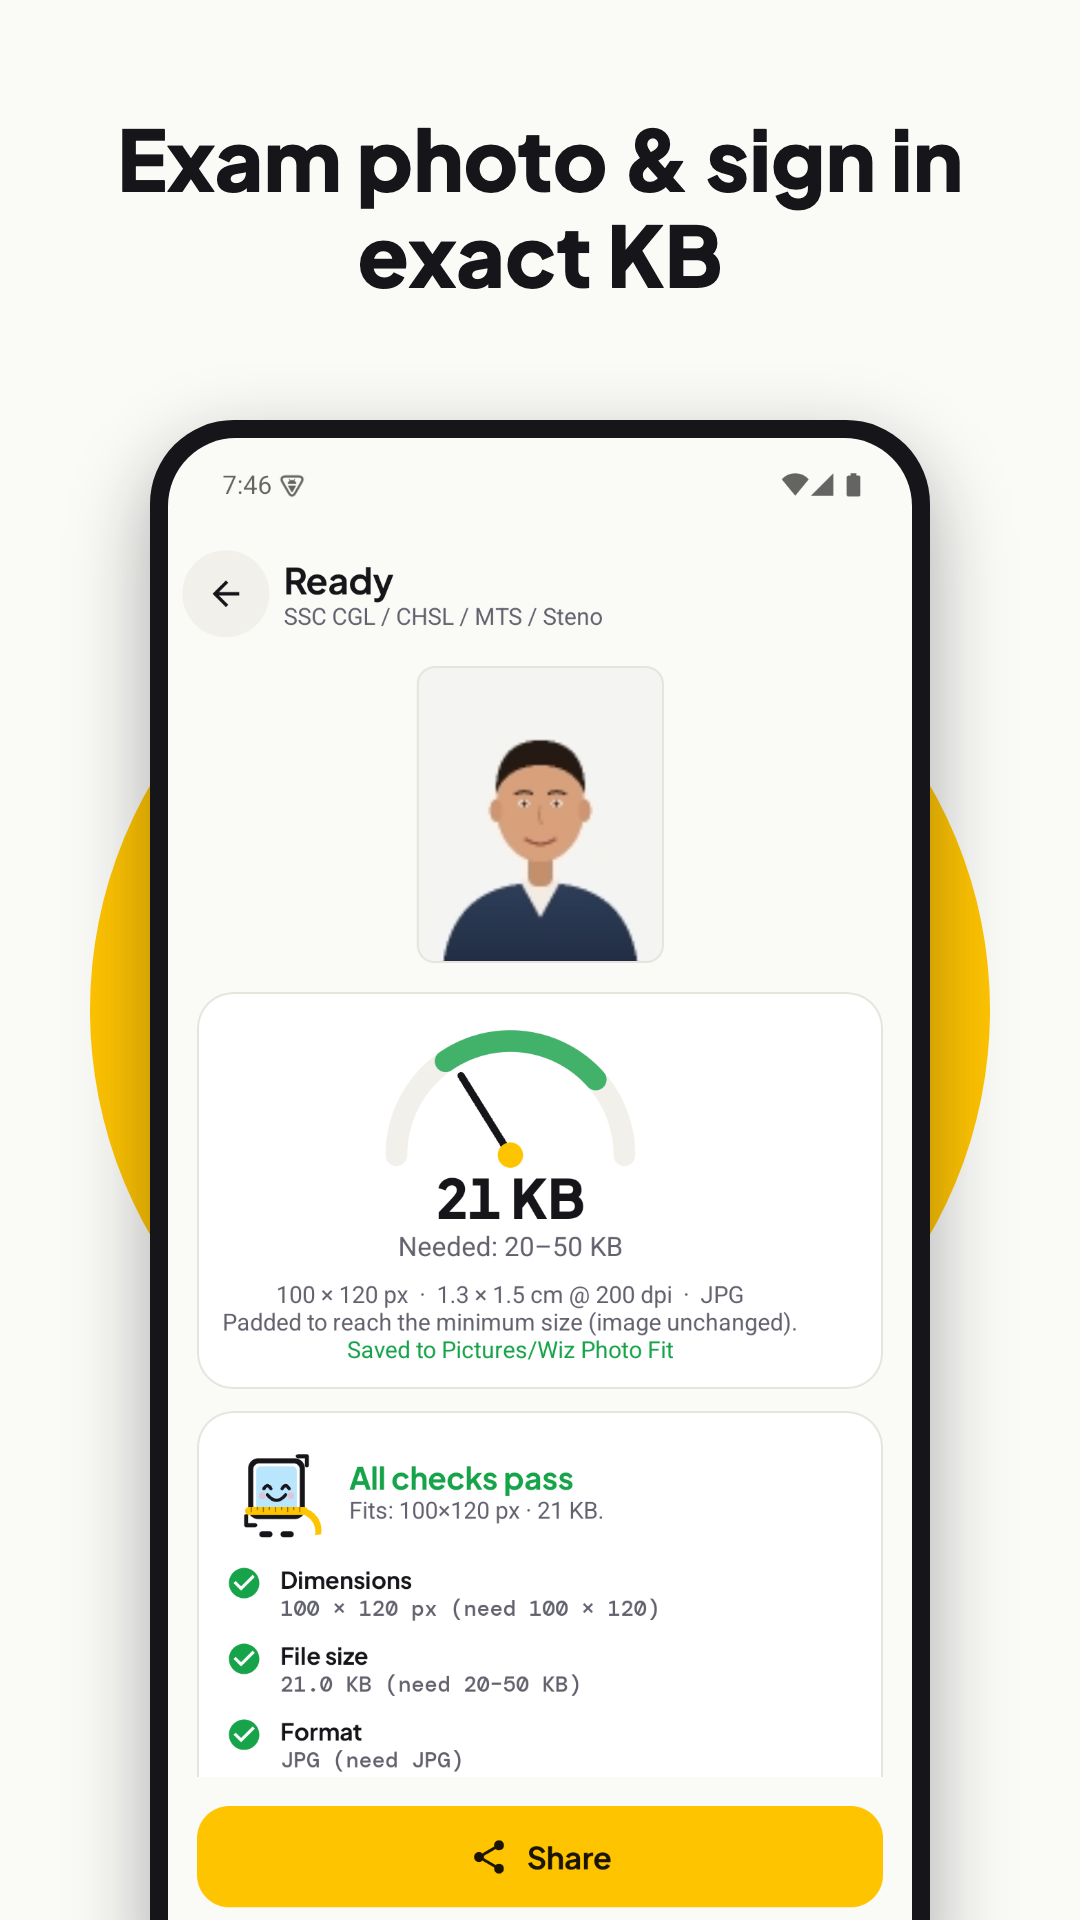 Exam photo & sign in
exact KB
7:46
Ready
SSC CGL / CHSL / MTS / Steno
21 KB
Needed: 20–50 KB
100 × 120 px · 1.3 × 1.5 cm @ 200 dpi · JPG
Padded to reach the minimum size (image unchanged).
Saved to Pictures/Wiz Photo Fit
All checks pass
Fits: 100×120 px · 21 KB.
Dimensions
100 × 120 px (need 100 × 120)
File size
21.0 KB (need 20–50 KB)
Format
JPG (need JPG)
Share